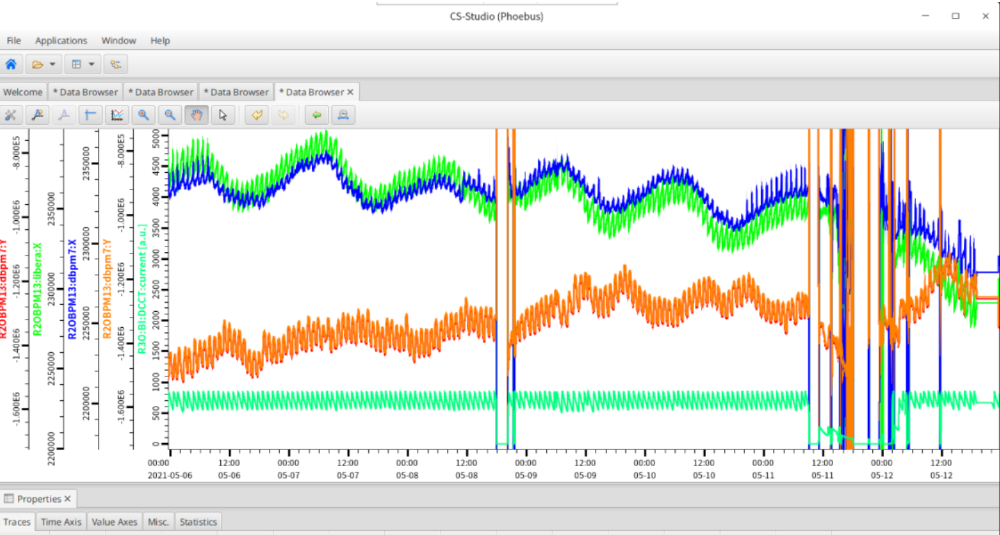 CS-Studio (Phoebus)
File Applications Window Help
Welcome * Data Browser * Data Browser * Data Browser * Data Browser
-8.000E5
-1.000E6
-1.200E6
-1.400E6
-1.600E6
R2OBPM13:libera:X
2350000
2300000
2250000
2200000
R2OBPM13:dbpm7:X
2350000
2300000
2250000
2200000
R2OBPM13:dbpm7:Y
-8.000E5
-1.000E6
-1.200E6
-1.400E6
-1.600E6
R3O:BI:DCCT:current [a.u.]
5000
4500
4000
3500
3000
2500
2000
1500
1000
500
0
00:00 12:00 00:00 12:00 00:00 12:00 00:00 12:00 00:00 12:00 00:00 12:00 00:00 12:00
2021-05-06 05-06 05-07 05-07 05-08 05-08 05-09 05-09 05-10 05-10 05-11 05-11 05-12 05-12
Properties
Traces Time Axis Value Axes Misc. Statistics